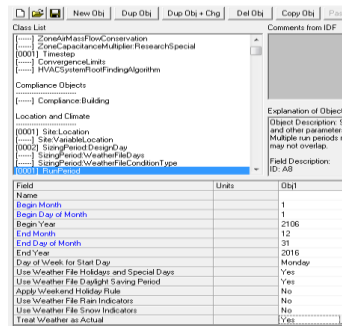 New Obj Dup Obj Dup Obj + Chg Del Obj Copy Obj Pas
Class List
Comments from IDF
[------] ZoneAirMassFlowConservation
[------] ZoneCapacitanceMultiplier:ResearchSpecial
[0001] Timestep
[------] ConvergenceLimits
[------] HVACSystemRootFindingAlgorithm
Compliance Objects
------------------------
[------] Compliance:Building
Location and Climate
------------------------
[0001] Site:Location
[------] Site:VariableLocation
[0002] SizingPeriod:DesignDay
[------] SizingPeriod:WeatherFileDays
[------] SizingPeriod:WeatherFileConditionType
[0001] RunPeriod
Explanation of Object
Object Description: S
and other parameter
Multiple run periods m
may not overlap.
Field Description:
ID: A8
Field Units Obj1
Name
Begin Month 1
Begin Day of Month 1
Begin Year 2106
End Month 12
End Day of Month 31
End Year 2016
Day of Week for Start Day Monday
Use Weather File Holidays and Special Days Yes
Use Weather File Daylight Saving Period Yes
Apply Weekend Holiday Rule No
Use Weather File Rain Indicators No
Use Weather File Snow Indicators No
Treat Weather as Actual Yes